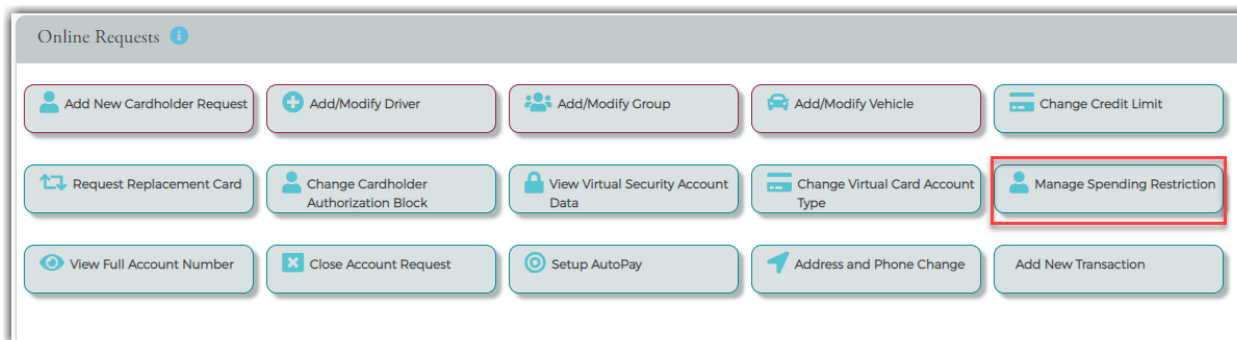 Online Requests
Add New Cardholder Request
Add/Modify Driver
Add/Modify Group
Add/Modify Vehicle
Change Credit Limit
Request Replacement Card
Change Cardholder
Authorization Block
View Virtual Security Account
Data
Change Virtual Card Account
Type
Manage Spending Restriction
View Full Account Number
Close Account Request
Setup AutoPay
Address and Phone Change
Add New Transaction